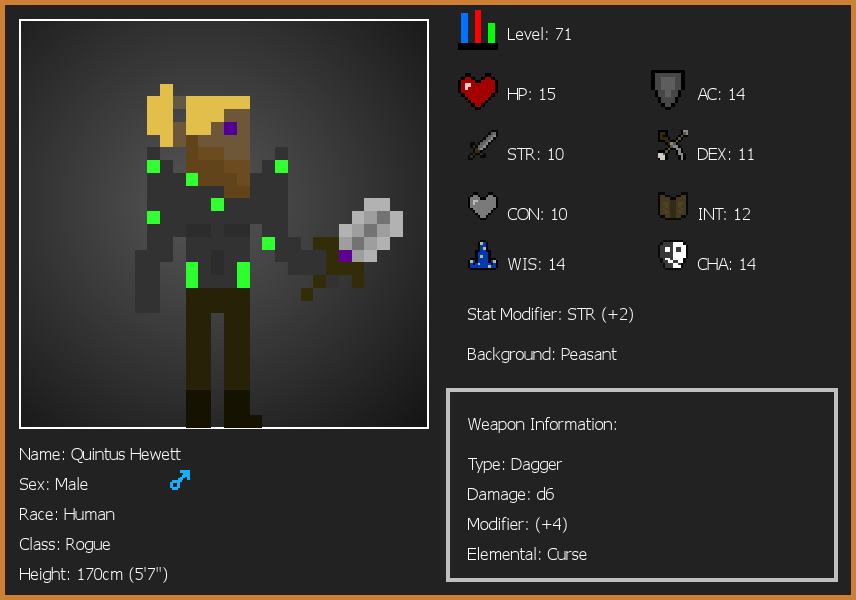 Level: 71
HP: 15
AC: 14
STR: 10
DEX: 11
CON: 10
INT: 12
WIS: 14
CHA: 14
Stat Modifier: STR (+2)
Background: Peasant
Weapon Information:
Type: Dagger
Damage: d6
Modifier: (+4)
Elemental: Curse
Name: Quintus Hewett
Sex: Male
Race: Human
Class: Rogue
Height: 170cm (5'7")